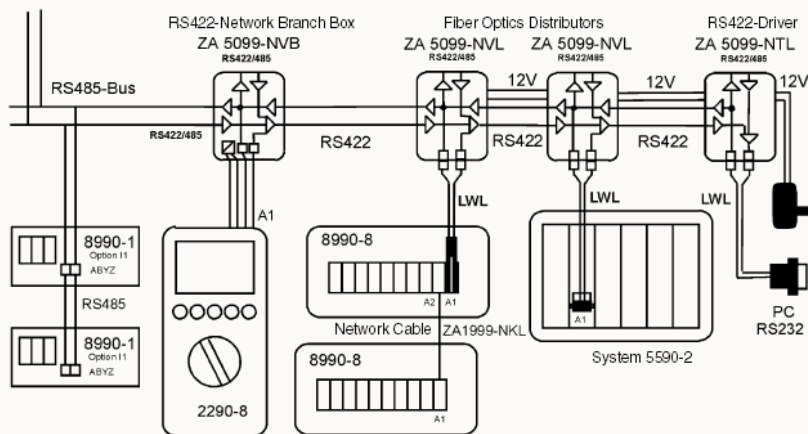 RS422-Network Branch Box
ZA 5099-NVB
RS422/485
Fiber Optics Distributors
ZA 5099-NVL
RS422/485
ZA 5099-NVL
RS422/485
RS422-Driver
ZA 5099-NTL
RS422/485
12V
12V
12V
RS485-Bus
RS422/485
RS422
RS422
RS422
A1
LWL
LWL
LWL
8990-1
Option I1
ABYZ
RS485
8990-1
Option I1
ABYZ
2290-8
8990-8
A2
A1
Network Cable
ZA1999-NKL
8990-8
A1
A1
System 5590-2
PC
RS232